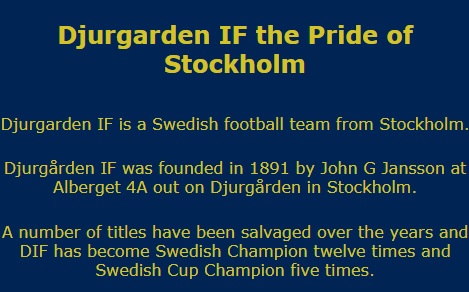 Djurgarden IF the Pride of
Stockholm
Djurgarden IF is a Swedish football team from Stockholm.
Djurgården IF was founded in 1891 by John G Jansson at
Alberget 4A out on Djurgården in Stockholm.
A number of titles have been salvaged over the years and
DIF has become Swedish Champion twelve times and
Swedish Cup Champion five times.